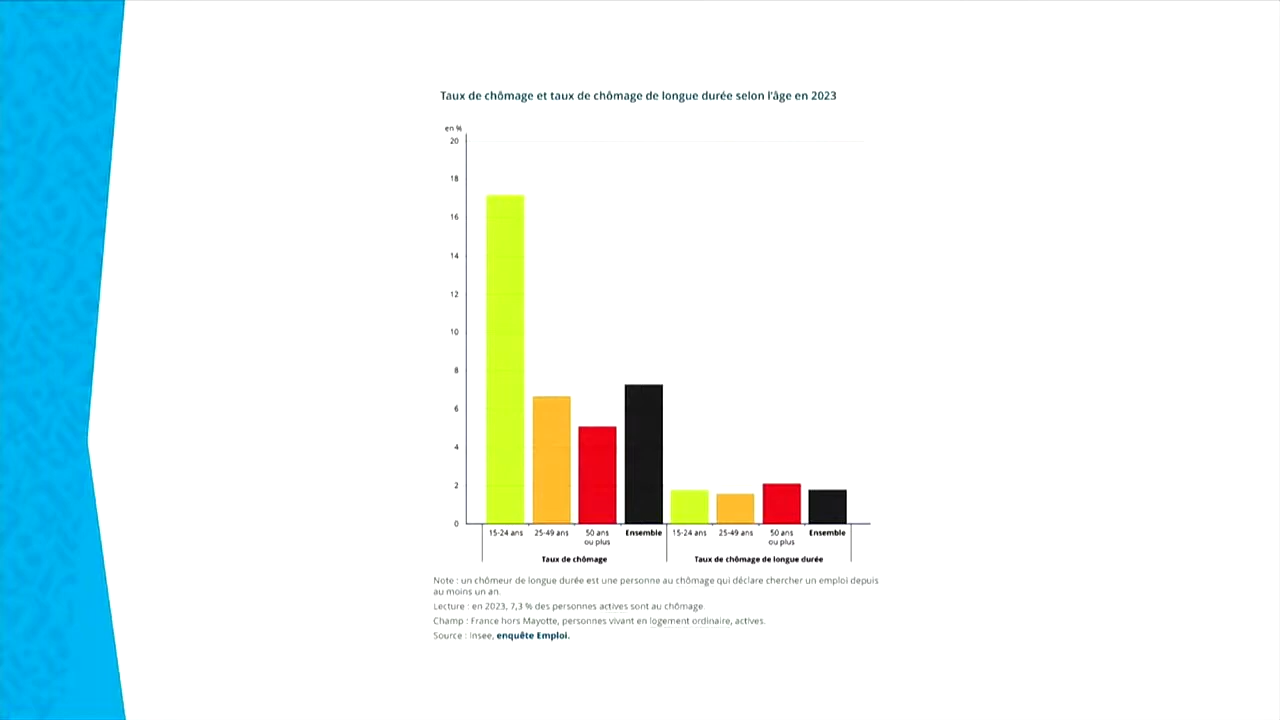 Taux de chômage et taux de chômage de longue durée selon l'âge en 2023
en %
20
18
16
14
12
10
8
6
4
2
0
15-24 ans
25-49 ans
50 ans
ou plus
Ensemble
15-24 ans
25-49 ans
50 ans
ou plus
Ensemble
Taux de chômage
Taux de chômage de longue durée
Note : un chômeur de longue durée est une personne au chômage qui déclare chercher un emploi depuis
au moins un an.
Lecture : en 2023, 7,3 % des personnes actives sont au chômage.
Champ : France hors Mayotte, personnes vivant en logement ordinaire, actives.
Source : Insee, enquête Emploi.